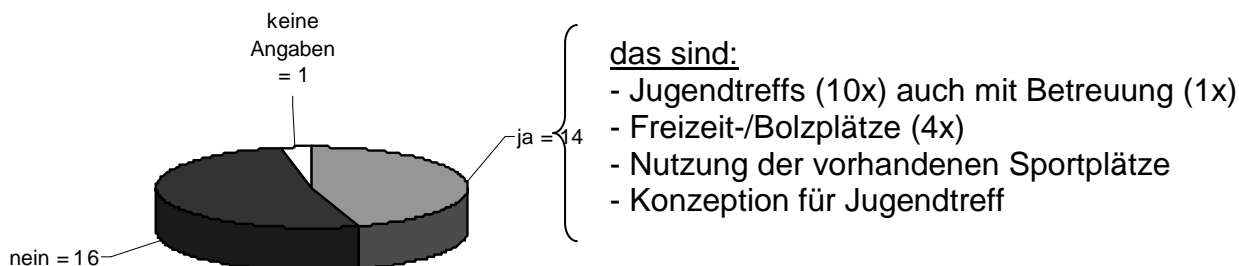 keine
Angaben
= 1
ja = 14
nein = 16
das sind:
- Jugendtreffs (10x) auch mit Betreuung (1x)
- Freizeit-/Bolzplätze (4x)
- Nutzung der vorhandenen Sportplätze
- Konzeption für Jugendtreff